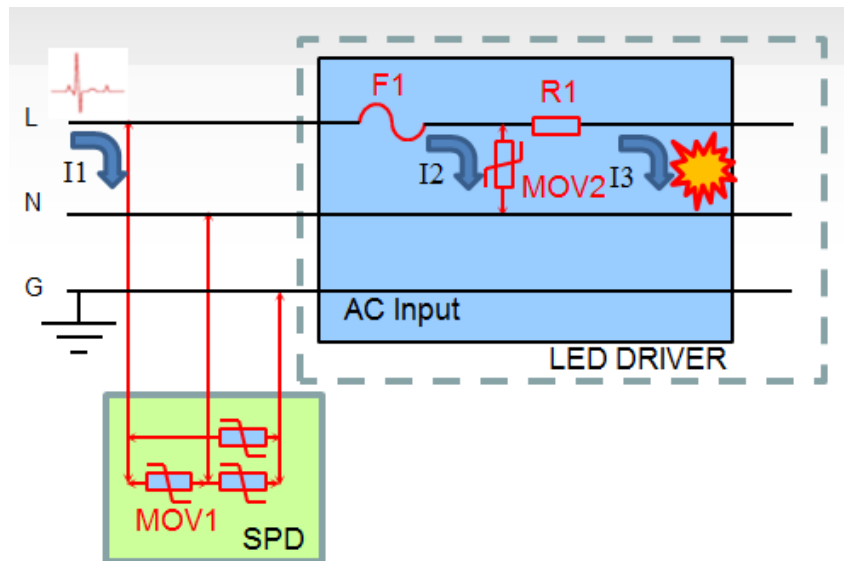 F1
R1
L
I1
I2
MOV2
I3
N
G
AC Input
LED DRIVER
MOV1
SPD